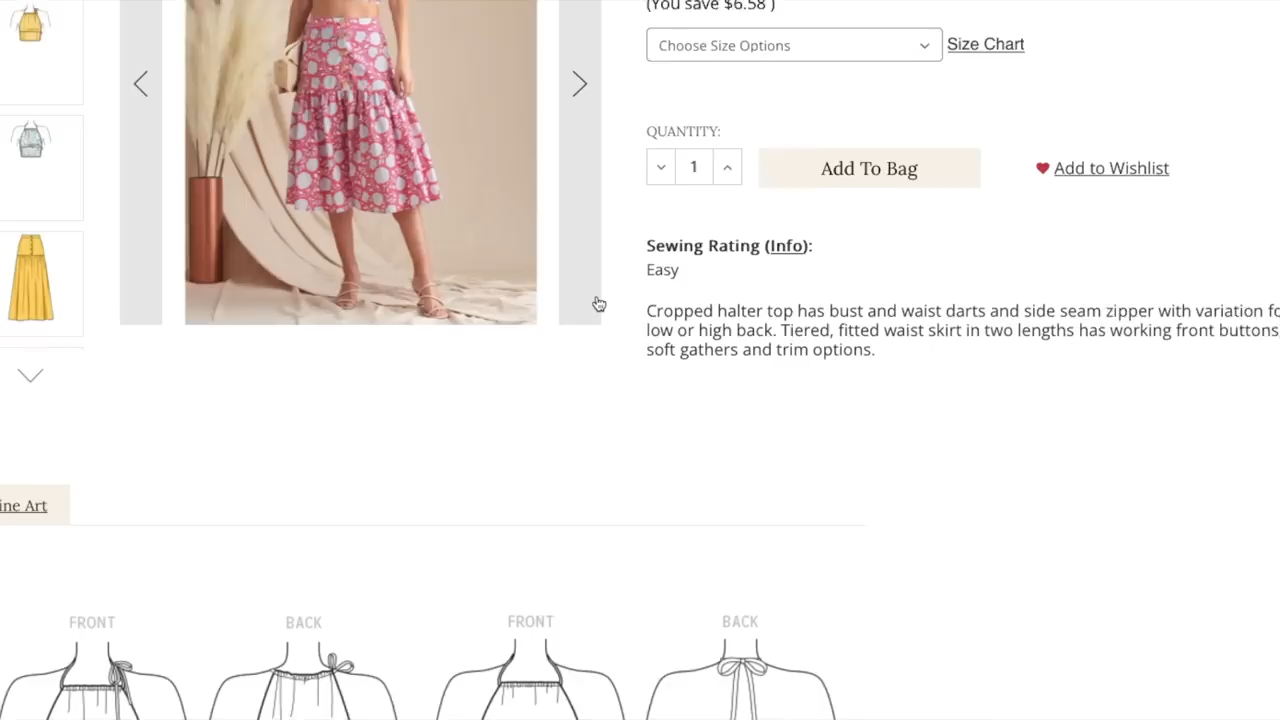 (You save $6.58 )
Choose Size Options
Size Chart
QUANTITY:
1
Add To Bag
Add to Wishlist
Sewing Rating (Info):
Easy
Cropped halter top has bust and waist darts and side seam zipper with variation fo
low or high back. Tiered, fitted waist skirt in two lengths has working front buttons,
soft gathers and trim options.
ine Art
FRONT
BACK
FRONT
BACK